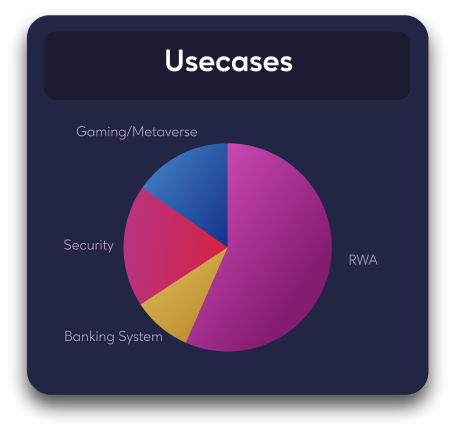 Usecases
Gaming/Metaverse
Security
RWA
Banking System